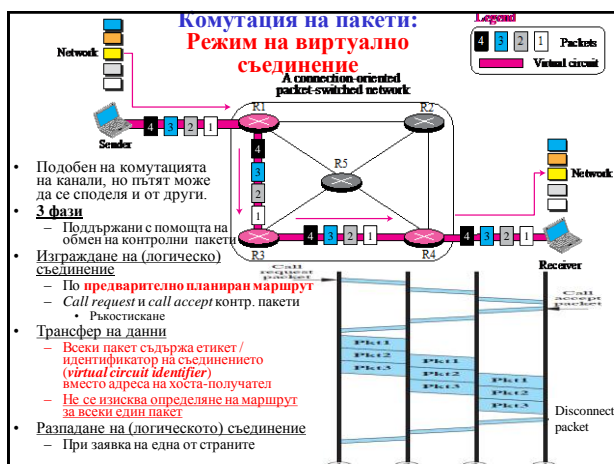 Комутация на пакети:
Режим на виртуално
съединение
Legend
4 3 2 1 Packets
Virtual circuit
Network
A connection-oriented
packet-switched network
R1
R2
4 3 2 1
Sender
4
3
2
1
R5
Network
R3
4 3 2 1
R4
4 3 2 1
Receiver
• Подобен на комутацията
на канали, но пътят може
да се споделя и от други.
• 3 фази
– Поддържани с помощта на
обмен на контролни пакети
• Изграждане на (логическо)
съединение
– По предварително планиран маршрут
– Call request и call accept контр. пакети
• Ръкостискане
• Трансфер на данни
– Всеки пакет съдържа етикет /
идентификатор на съединението
(virtual circuit identifier)
вместо адреса на хоста-получател
– Не се изисква определяне на маршрут
за всеки един пакет
• Разпадане на (логическото) съединение
– При заявка на една от страните
Call
request
packet
Call
accept
packet
Pkt1
Pkt2
Pkt3
Pkt1
Pkt2
Pkt3
Pkt1
Pkt2
Pkt3
Disconnect
packet